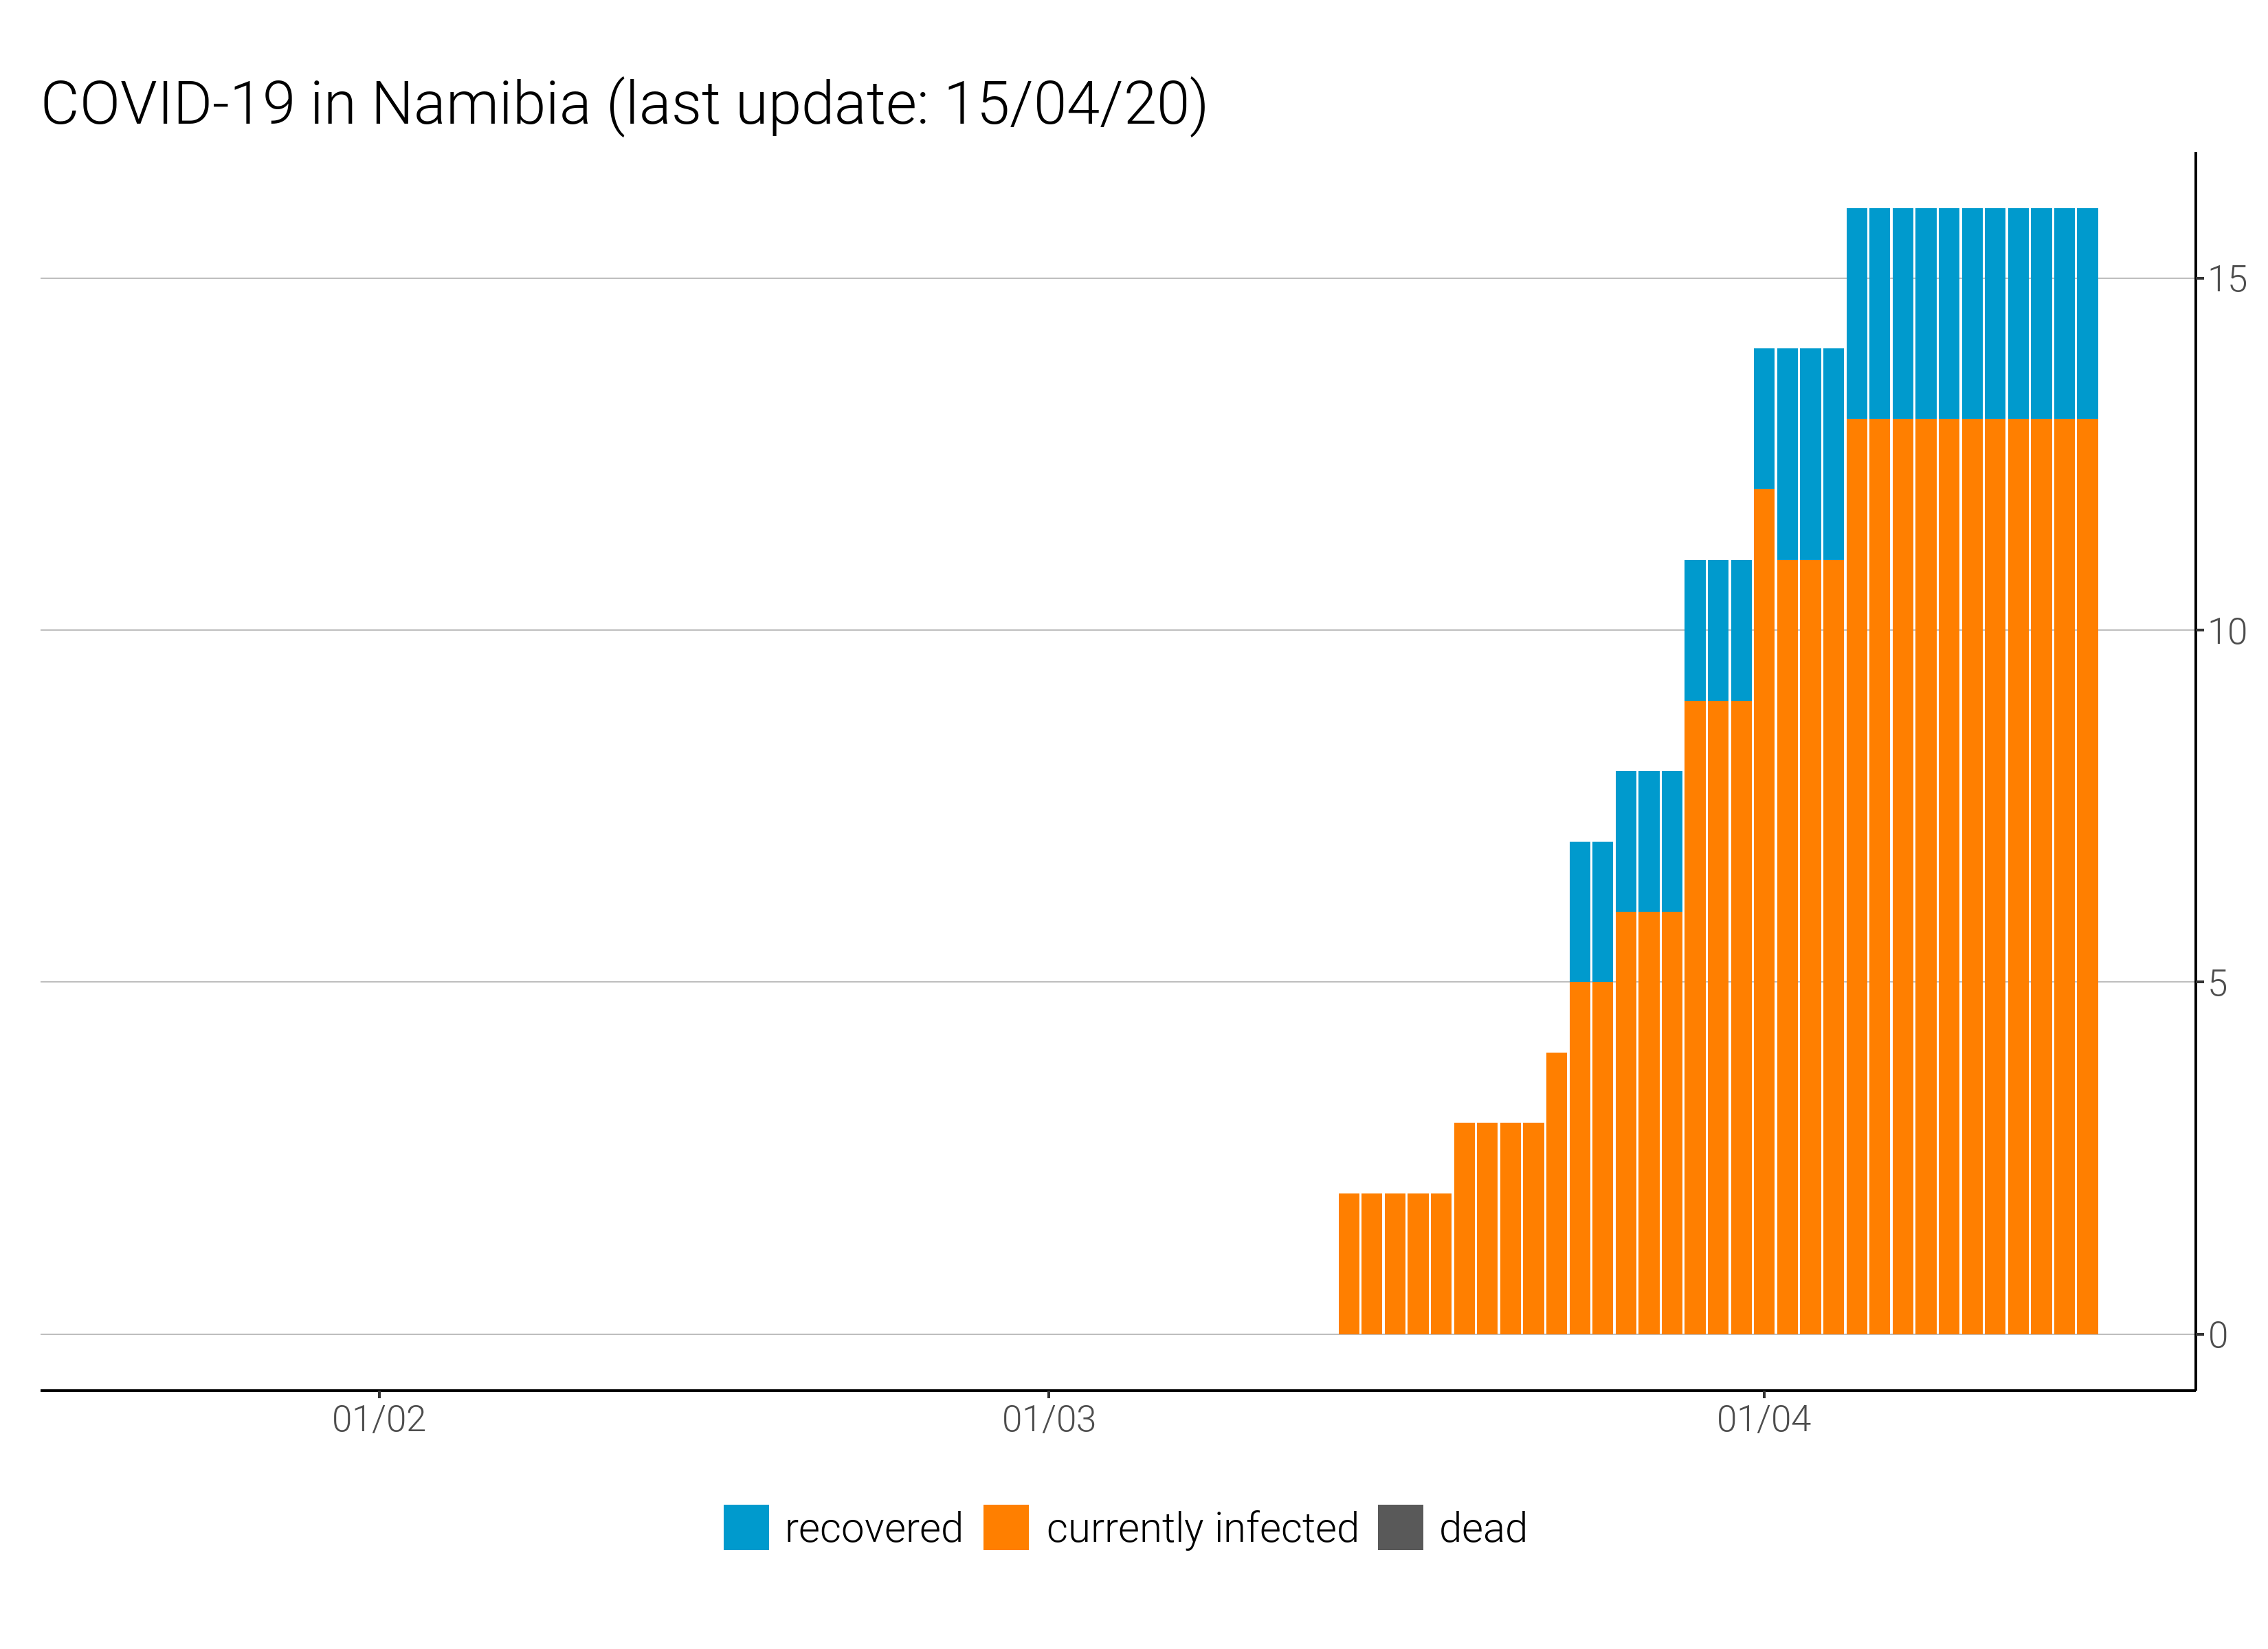 COVID-19 in Namibia (last update: 15/04/20)
15
10
5
0
01/02 01/03 01/04
recovered currently infected dead